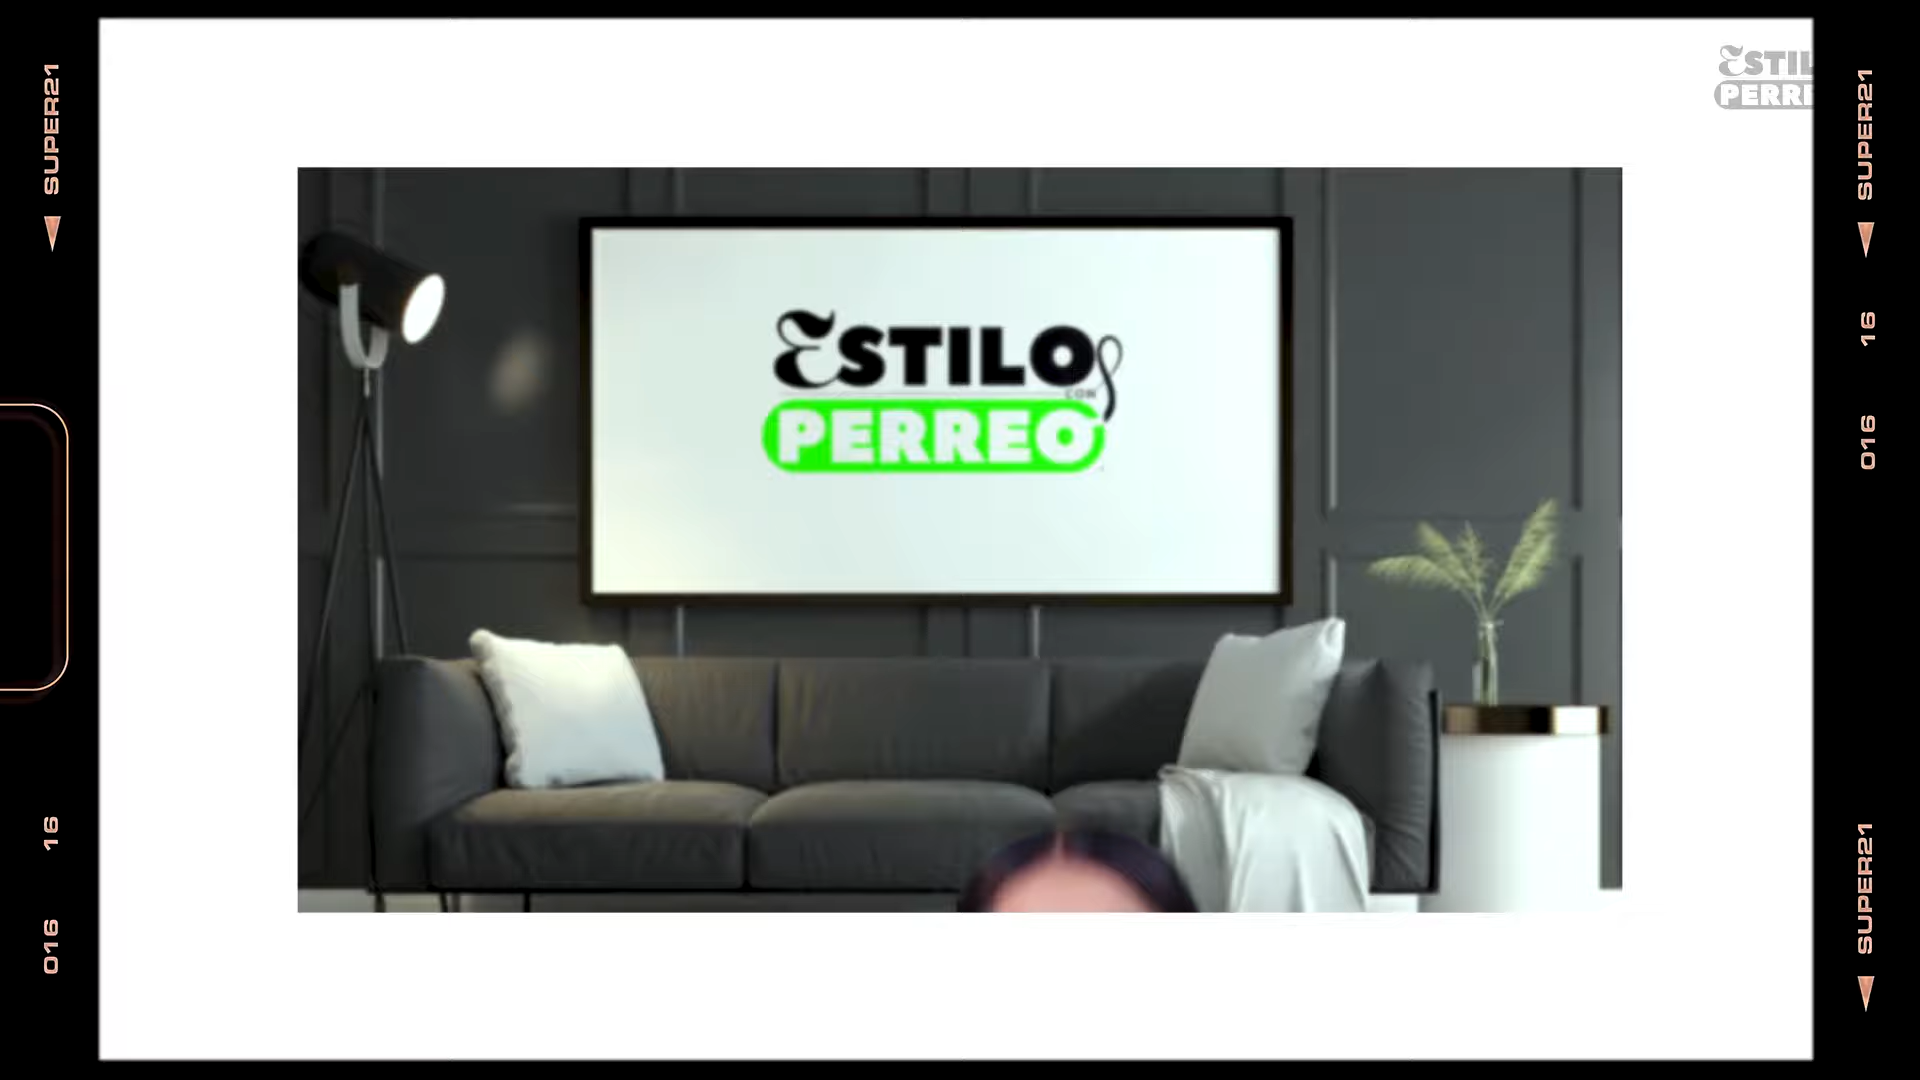 SUPER21
16
016
ESTILO
CON
PERREO
ESTIL
PERRE
SUPER21
16
016
SUPER21